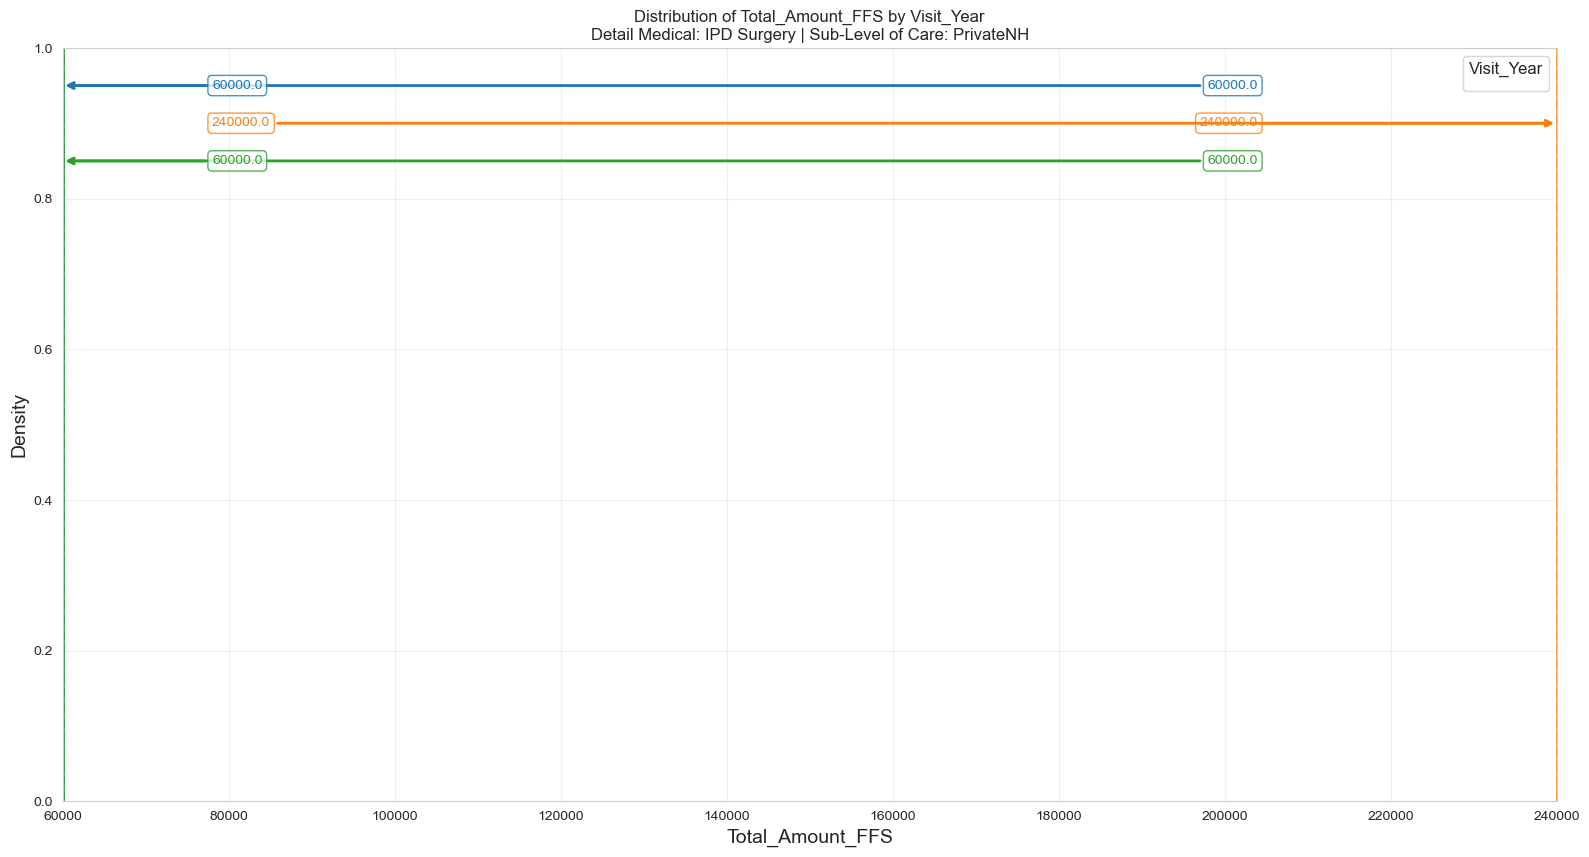 Distribution of Total_Amount_FFS by Visit_Year
Detail Medical: IPD Surgery | Sub-Level of Care: PrivateNH
1.0
Visit_Year
60000.0 60000.0
240000.0 240000.0
60000.0 60000.0
0.8
0.6
Density
0.4
0.2
0.0
60000 80000 100000 120000 140000 160000 180000 200000 220000 240000
Total_Amount_FFS